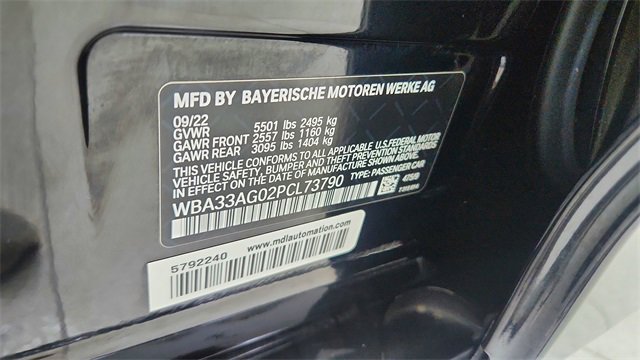 MFD BY BAYERISCHE MOTOREN WERKE AG
09/22
GVWR 5501 lbs 2495 kg
GAWR FRONT 2557 lbs 1160 kg
GAWR REAR 3095 lbs 1404 kg
THIS VEHICLE CONFORMS TO ALL APPLICABLE U.S. FEDERAL MOTOR
VEHICLE SAFETY, BUMPER AND THEFT PREVENTION STANDARDS
IN EFFECT ON THE DATE OF MANUFACTURE SHOWN ABOVE.
WBA33AG02PCL73790 TYPE: PASSENGER CAR
5792240 www.mdlautomation.com